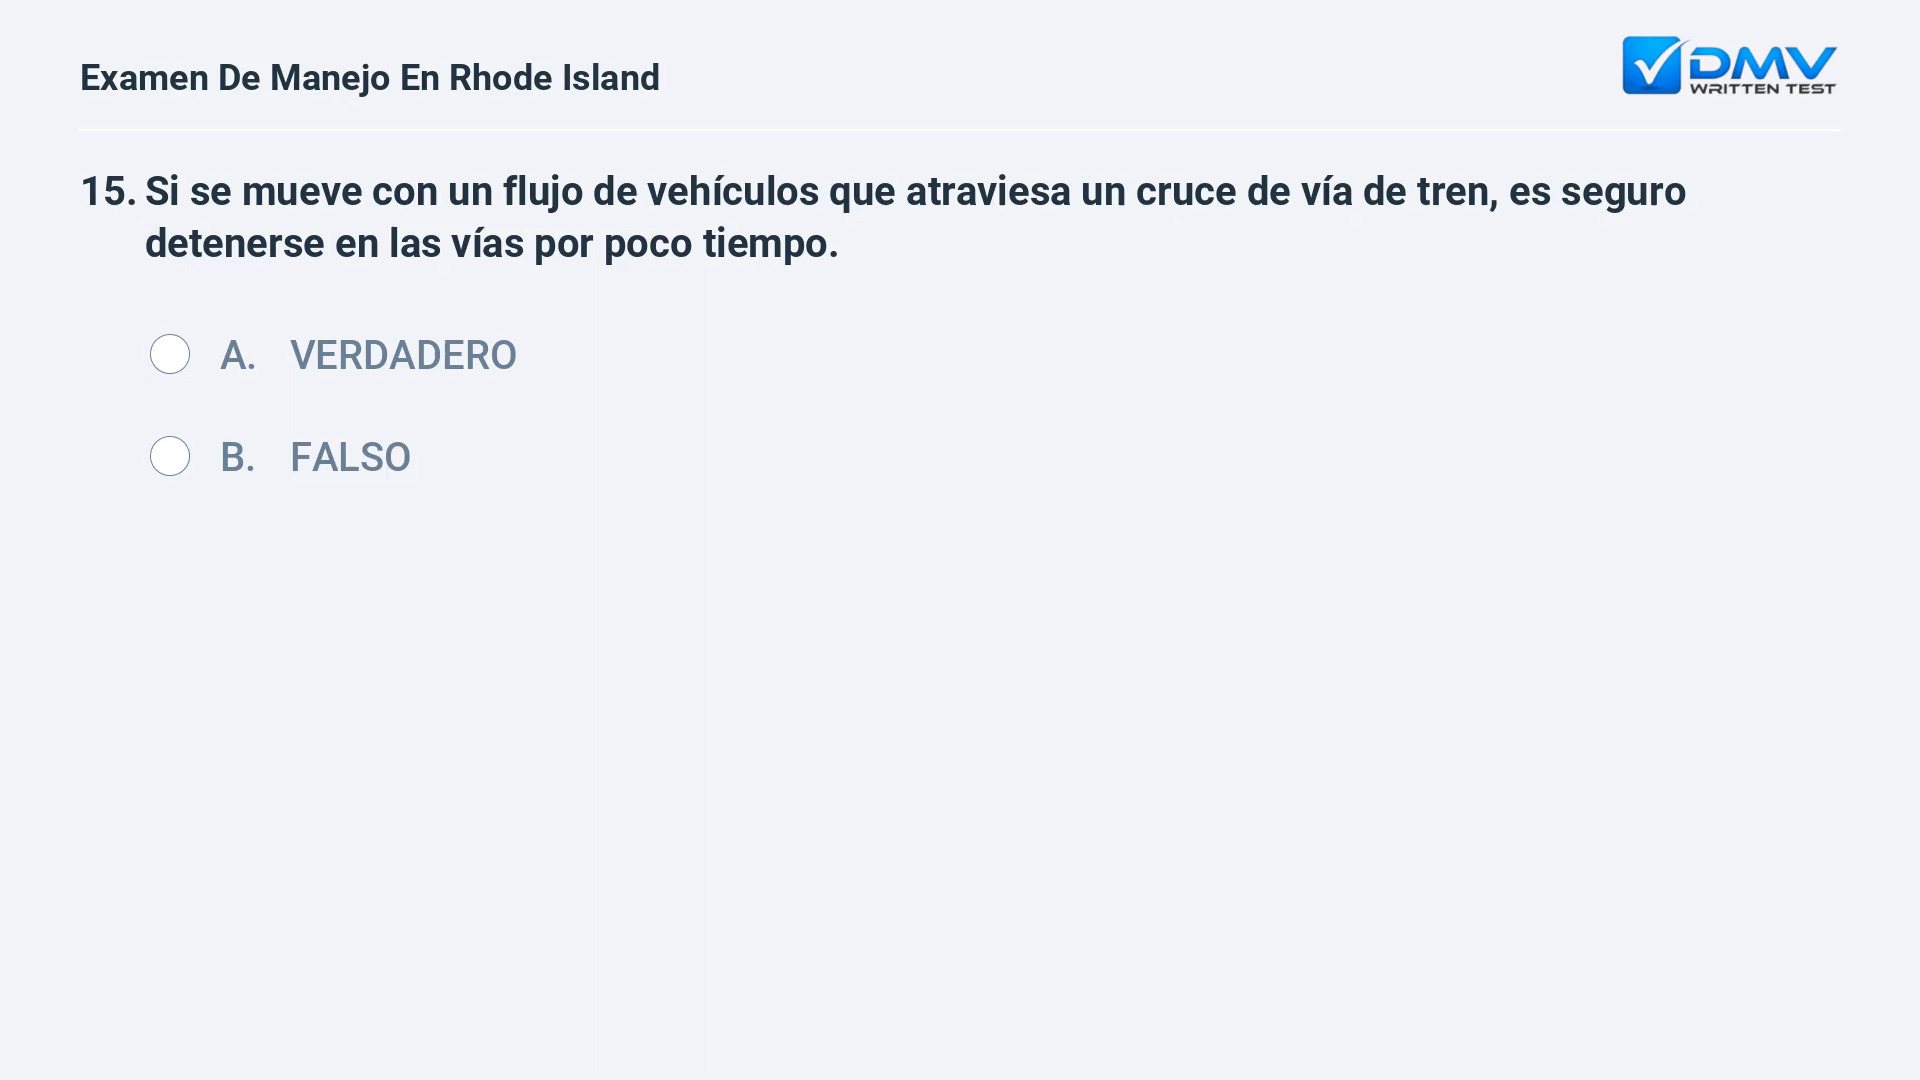 Examen De Manejo En Rhode Island
DMV
WRITTEN TEST
15. Si se mueve con un flujo de vehículos que atraviesa un cruce de vía de tren, es seguro
detenerse en las vías por poco tiempo.
A. VERDADERO
B. FALSO